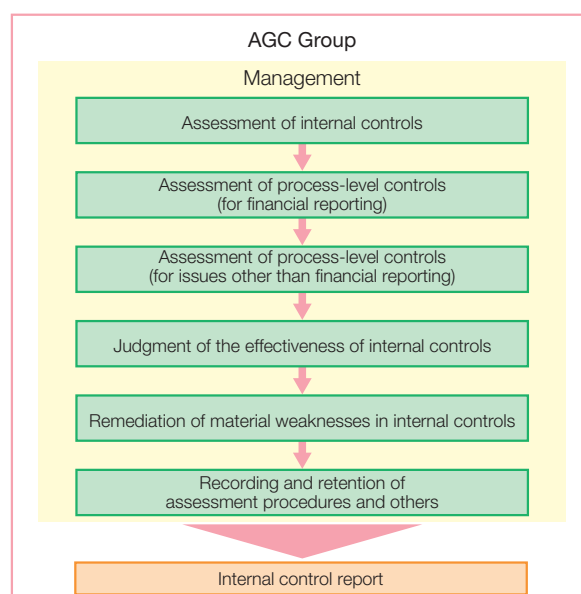 AGC Group
Management
Assessment of internal controls
Assessment of process-level controls
(for financial reporting)
Assessment of process-level controls
(for issues other than financial reporting)
Judgment of the effectiveness of internal controls
Remediation of material weaknesses in internal controls
Recording and retention of
assessment procedures and others
Internal control report